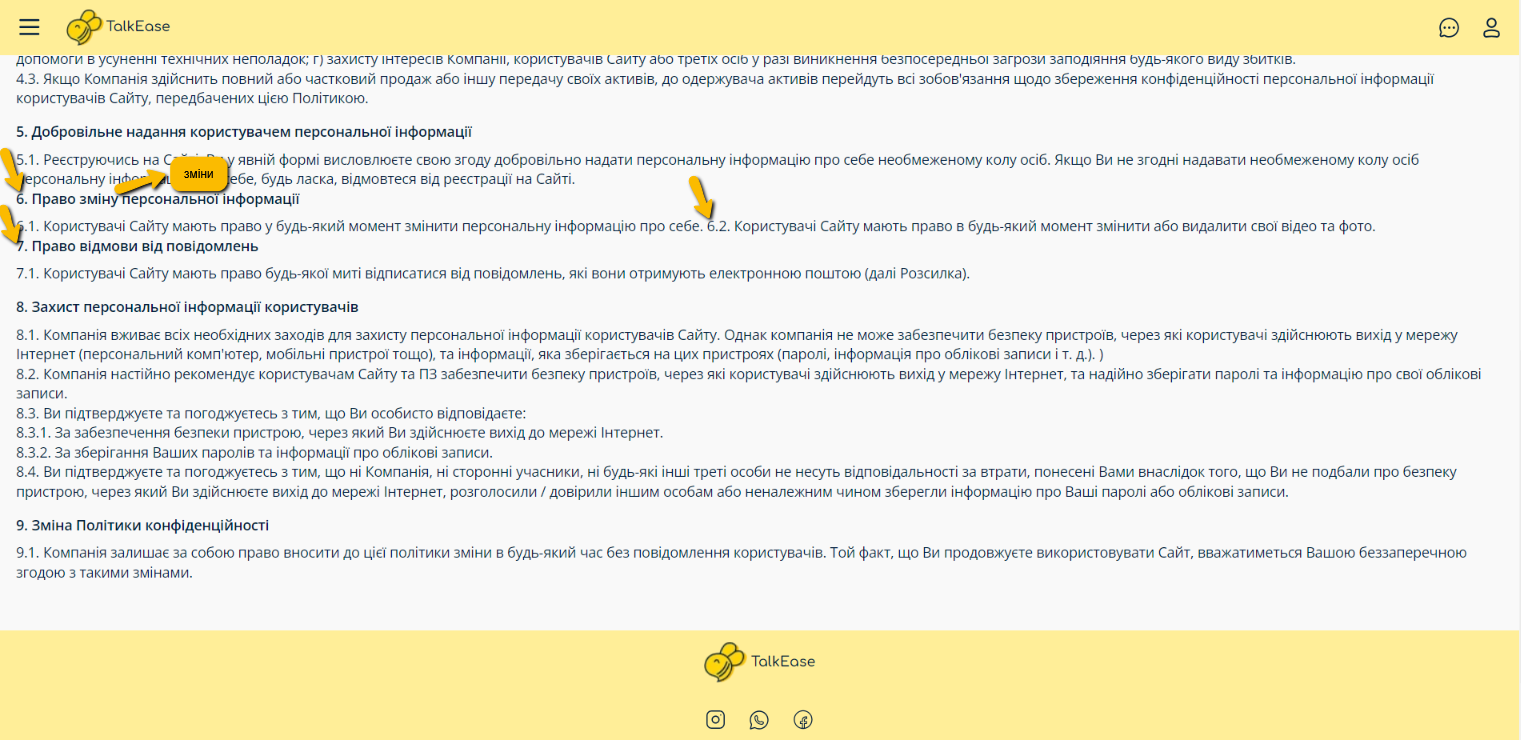 TalkEase
допомоги в усуненні технічних неполадок; г) захисту інтересів Компанії, користувачів Сайту або третіх осіб у разі виникнення безпосередньої загрози заподіяння будь-якого виду збитків.
4.3. Якщо Компанія здійснить повний або частковий продаж або іншу передачу своїх активів, до одержувача активів перейдуть всі зобов'язання щодо збереження конфіденційності персональної інформації
користувачів Сайту, передбачених цією Політикою.
5. Добровільне надання користувачем персональної інформації
5.1. Реєструючись на у явній формі висловлюєте свою згоду добровільно надати персональну інформацію про себе необмеженому колу осіб. Якщо Ви не згодні надавати необмеженому колу осіб
зміни
персональну себе, будь ласка, відмовтеся від реєстрації на Сайті.
6. Право зміну персональної інформації
6.1. Користувачі Сайту мають право у будь-який момент змінити персональну інформацію про себе. 6.2. Користувачі Сайту мають право в будь-який момент змінити або видалити свої відео та фото.
7. Право відмови від повідомлень
7.1. Користувачі Сайту мають право будь-якої миті відписатися від повідомлень, які вони отримують електронною поштою (далі Розсилка).
8. Захист персональної інформації користувачів
8.1. Компанія вживає всіх необхідних заходів для захисту персональної інформації користувачів Сайту. Однак компанія не може забезпечити безпеку пристроїв, через які користувачі здійснюють вихід у мережу
Інтернет (персональний комп'ютер, мобільні пристрої тощо), та інформації, яка зберігається на цих пристроях (паролі, інформація про облікові записи і т. д.). )
8.2. Компанія настійно рекомендує користувачам Сайту та ПЗ забезпечити безпеку пристроїв, через які користувачі здійснюють вихід у мережу Інтернет, та надійно зберігати паролі та інформацію про свої облікові
записи.
8.3. Ви підтверджуєте та погоджуєтесь з тим, що Ви особисто відповідаєте:
8.3.1. За забезпечення безпеки пристрою, через який Ви здійснюєте вихід до мережі Інтернет.
8.3.2. За зберігання Ваших паролів та інформації про облікові записи.
8.4. Ви підтверджуєте та погоджуєтесь з тим, що ні Компанія, ні сторонні учасники, ні будь-які інші треті особи не несуть відповідальності за втрати, понесені Вами внаслідок того, що Ви не подбали про безпеку
пристрою, через який Ви здійснюєте вихід до мережі Інтернет, розголосили / довірили іншим особам або неналежним чином зберегли інформацію про Ваші паролі або облікові записи.
9. Зміна Політики конфіденційності
9.1. Компанія залишає за собою право вносити до цієї політики зміни в будь-який час без повідомлення користувачів. Той факт, що Ви продовжуєте використовувати Сайт, вважатиметься Вашою беззаперечною
згодою з такими змінами.
TalkEase